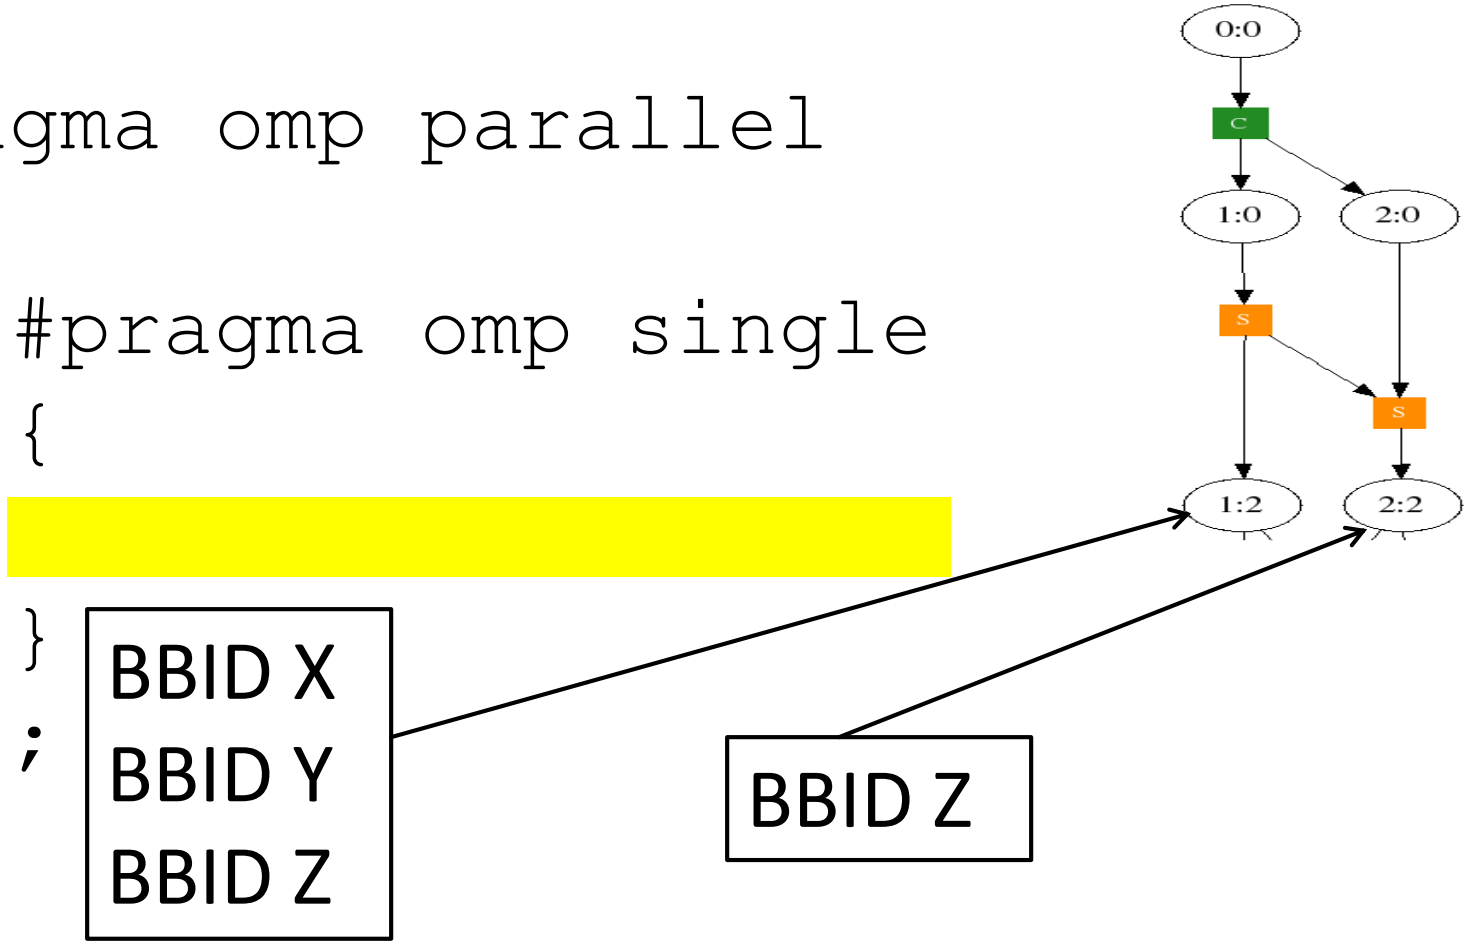 gma omp parallel
#pragma omp single
{
}
;
BBID X
BBID Y
BBID Z
BBID Z
0:0
C
1:0 2:0
S
S
1:2 2:2